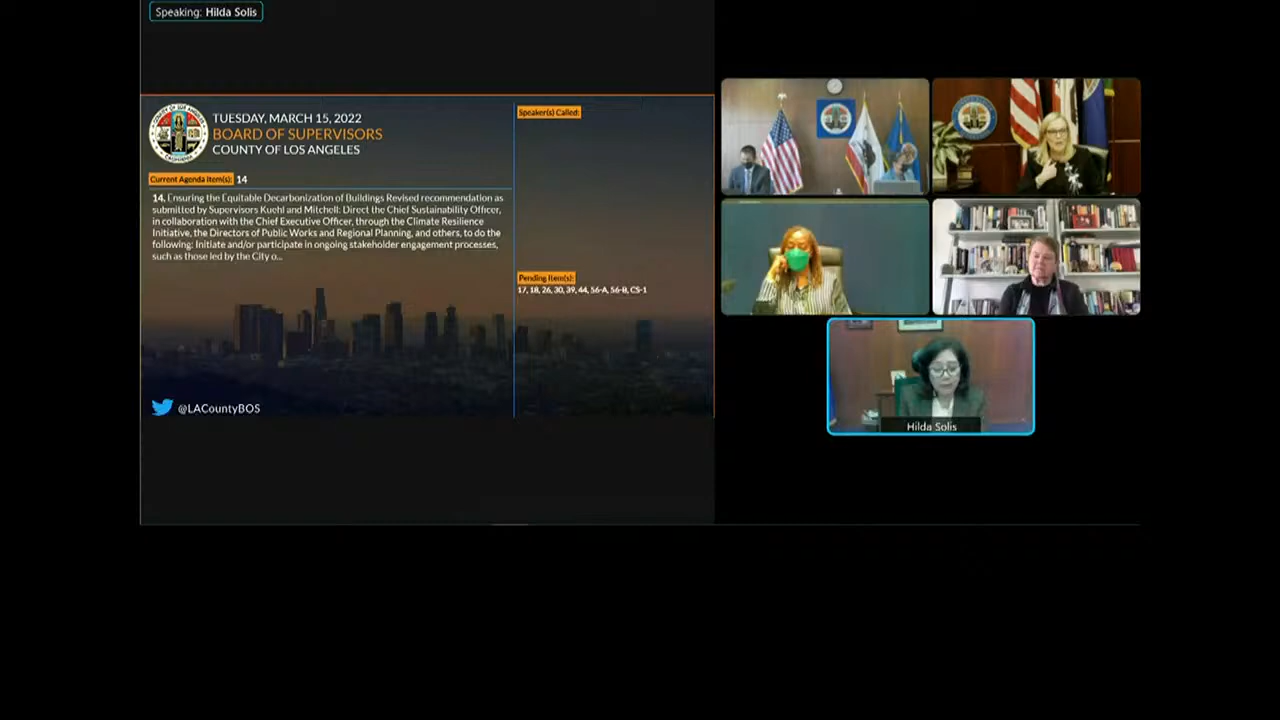 Speaking: Hilda Solis
TUESDAY, MARCH 15, 2022
BOARD OF SUPERVISORS
COUNTY OF LOS ANGELES
Current Agenda Item(s): 14
14. Ensuring the Equitable Decarbonization of Buildings Revised recommendation as
submitted by Supervisors Kuehl and Mitchell: Direct the Chief Sustainability Officer,
in collaboration with the Chief Executive Officer, through the Climate Resilience
Initiative, the Directors of Public Works and Regional Planning, and others, to do the
following: Initiate and/or participate in ongoing stakeholder engagement processes,
such as those led by the City o...
@LACountyBOS
Speaker(s) Called:
Pending Item(s):
17, 18, 26, 30, 39, 44, 56-A, 56-B, CS-1
Hilda Solis